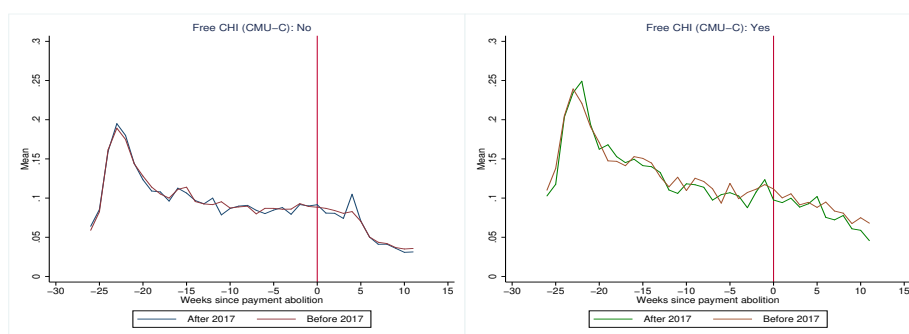 Free CHI (CMU−C): No
Mean
0 .05 .1 .15 .2 .25 .3
−30 −25 −20 −15 −10 −5 0 5 10 15
Weeks since payment abolition
After 2017 Before 2017
Free CHI (CMU−C): Yes
Mean
0 .05 .1 .15 .2 .25 .3
−30 −25 −20 −15 −10 −5 0 5 10 15
Weeks since payment abolition
After 2017 Before 2017